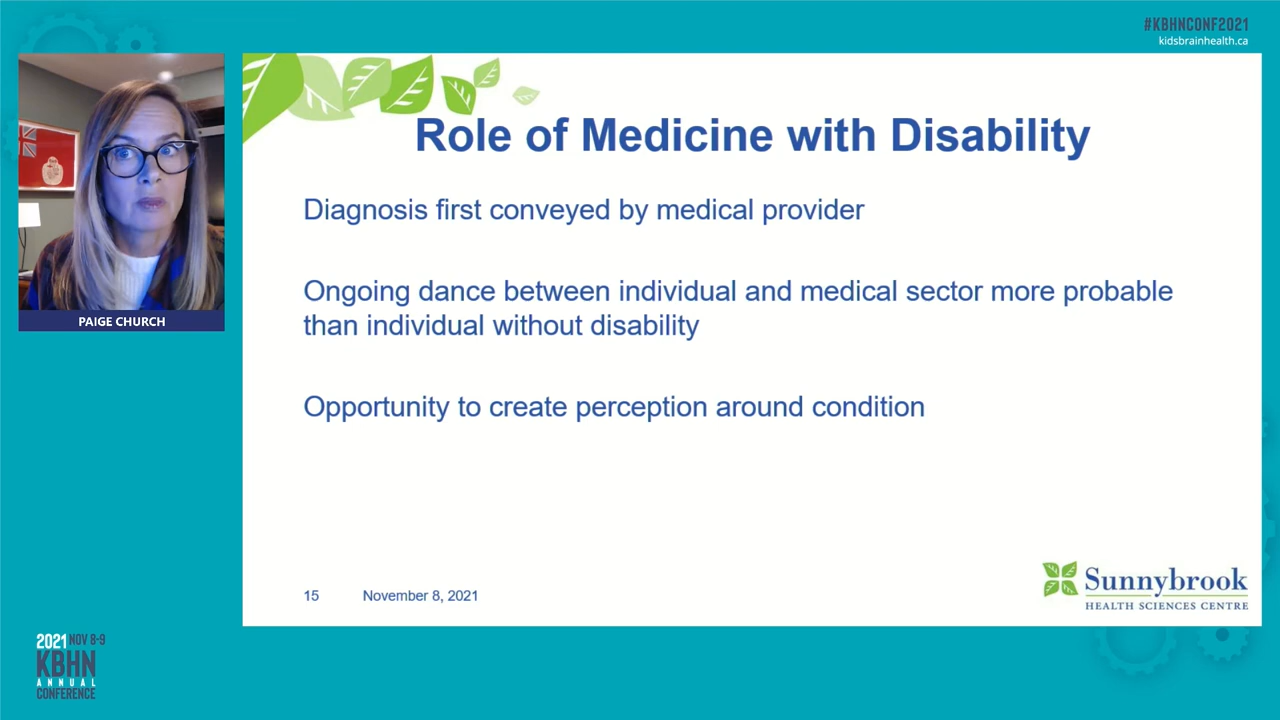 #KBHNCONF2021
kidsbrainhealth.ca
PAIGE CHURCH
Role of Medicine with Disability
Diagnosis first conveyed by medical provider
Ongoing dance between individual and medical sector more probable
than individual without disability
Opportunity to create perception around condition
15 November 8, 2021
Sunnybrook
HEALTH SCIENCES CENTRE
2021 NOV 8-9
KBHN
ANNUAL
CONFERENCE